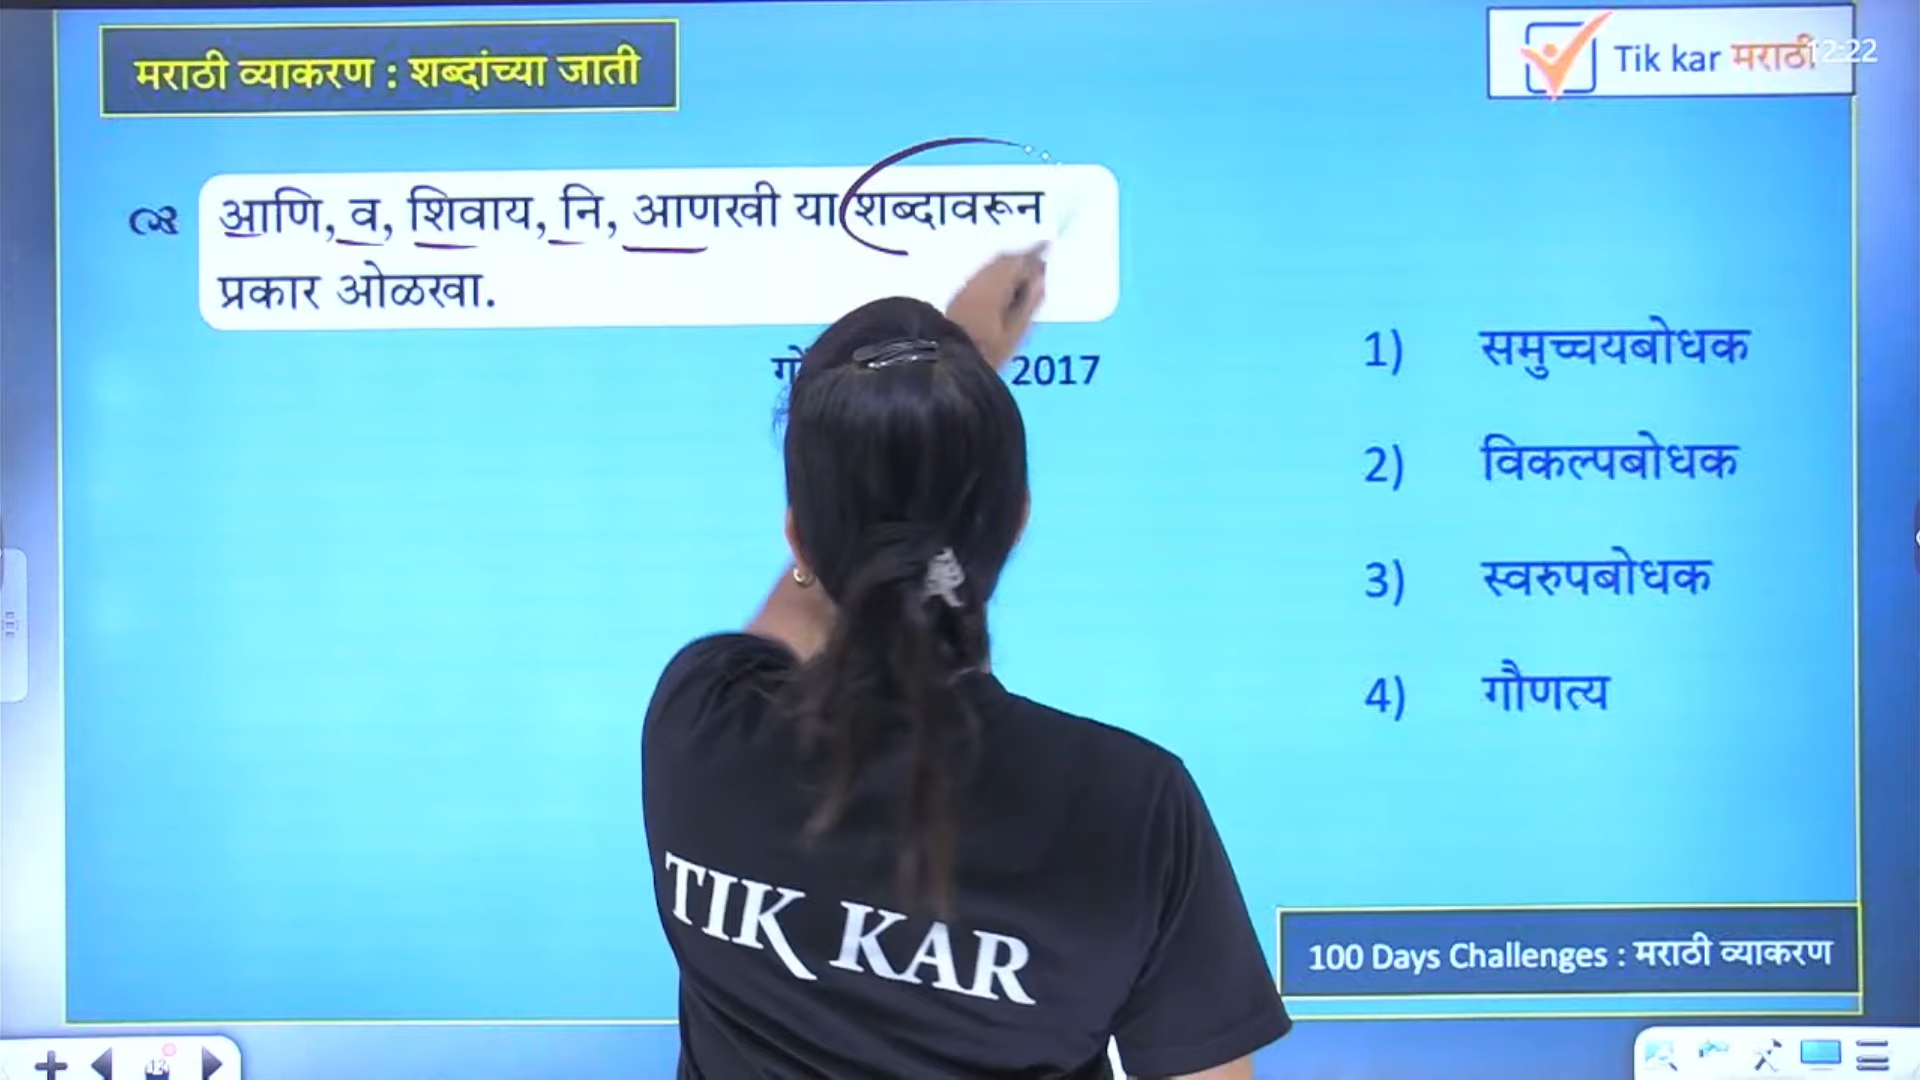 मराठी व्याकरण : शब्दांच्या जाती
Tik kar मराठी
12:22
आणि, व, शिवाय, नि, आणखी या शब्दावरून
प्रकार ओळखा.
2017
1) समुच्चयबोधक
2) विकल्पबोधक
3) स्वरुपबोधक
4) गौणत्य
TIK KAR
100 Days Challenges : मराठी व्याकरण